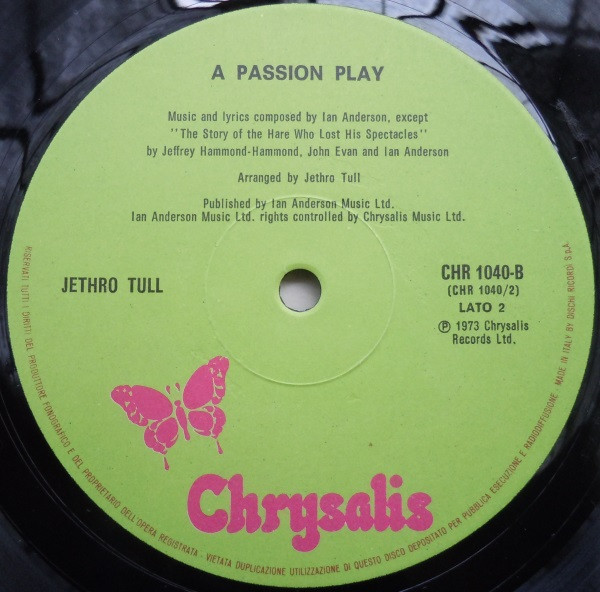 A PASSION PLAY
Music and lyrics composed by Ian Anderson, except
"The Story of the Hare Who Lost His Spectacles"
by Jeffrey Hammond-Hammond, John Evan and Ian Anderson
Arranged by Jethro Tull
Published by Ian Anderson Music Ltd.
Ian Anderson Music Ltd. rights controlled by Chrysalis Music Ltd.
JETHRO TULL
CHR 1040-B
(CHR 1040/2)
LATO 2
℗ 1973 Chrysalis
Records Ltd.
Chrysalis
RISERVATI TUTTI I DIRITTI DEL PRODUTTORE FONOGRAFICO E DEL PROPRIETARIO DELL'OPERA REGISTRATA - VIETATA DUPLICAZIONE UTILIZZAZIONE DI QUESTO DISCO DEPOSITATO PER PUBBLICA ESECUZIONE E RADIODIFFUSIONE - MADE IN ITALY BY DISCHI RICORDI S.p.A.